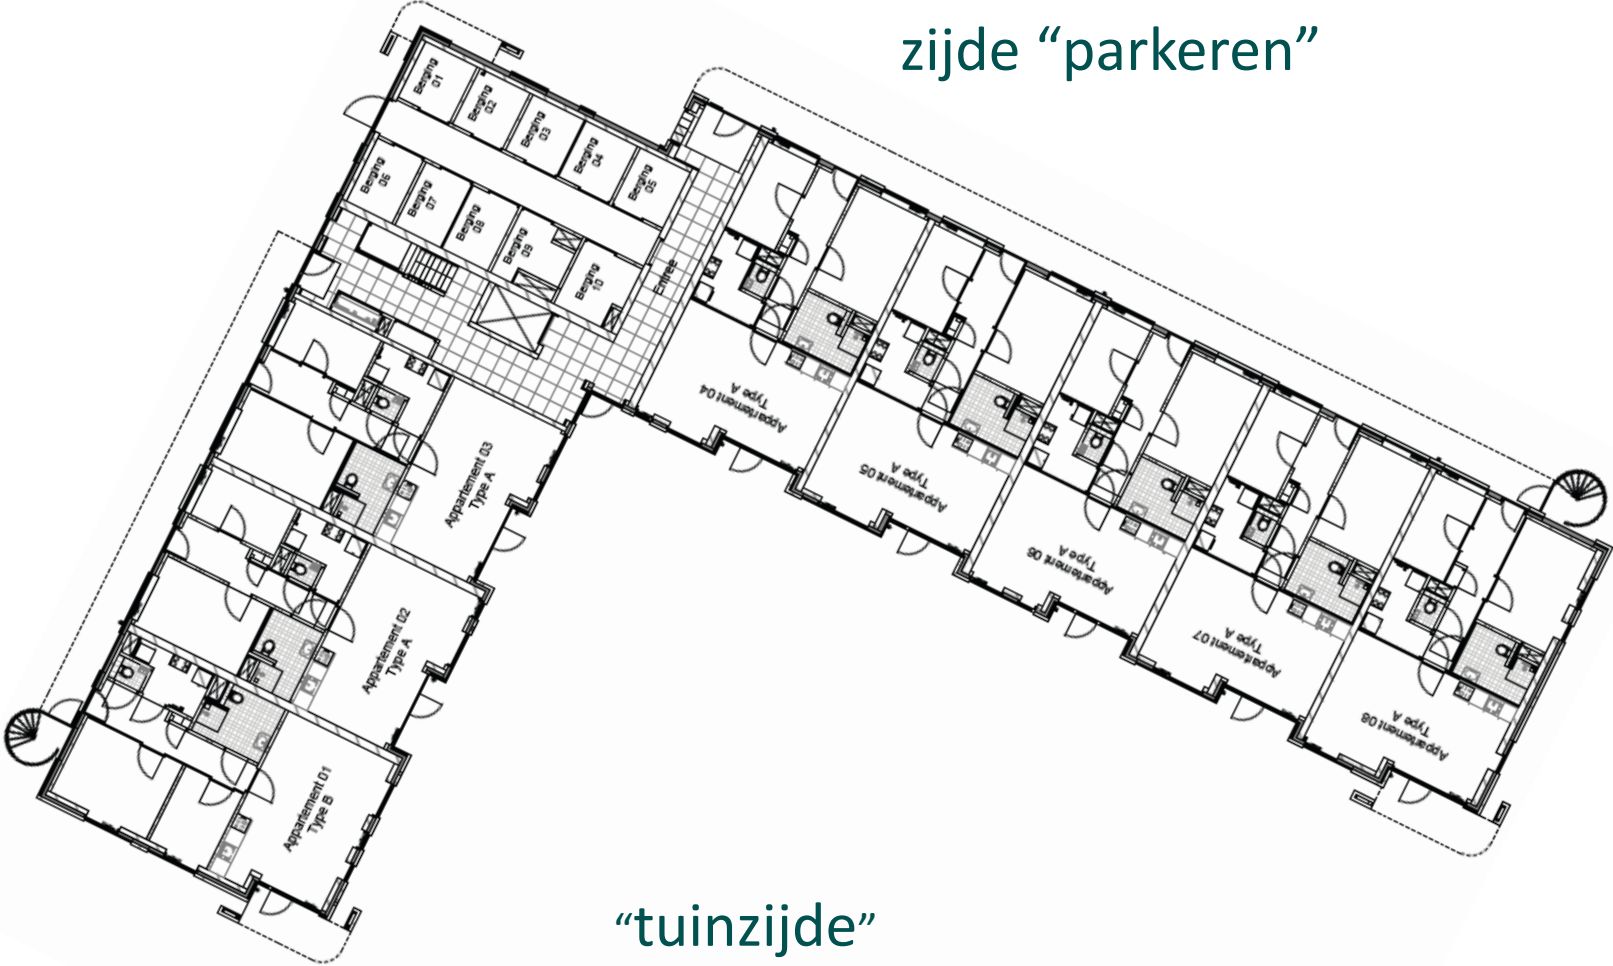 zijde “parkeren”
Berging
01
Berging
02
Berging
03
Berging
04
Berging
05
Berging
06
Berging
07
Berging
08
Berging
09
Berging
10
Entree
Appartement 04
Type A
Appartement 05
Type A
Appartement 06
Type A
Appartement 07
Type A
Appartement 08
Type A
Appartement 03
Type A
Appartement 02
Type A
Appartement 01
Type B
“tuinzijde”